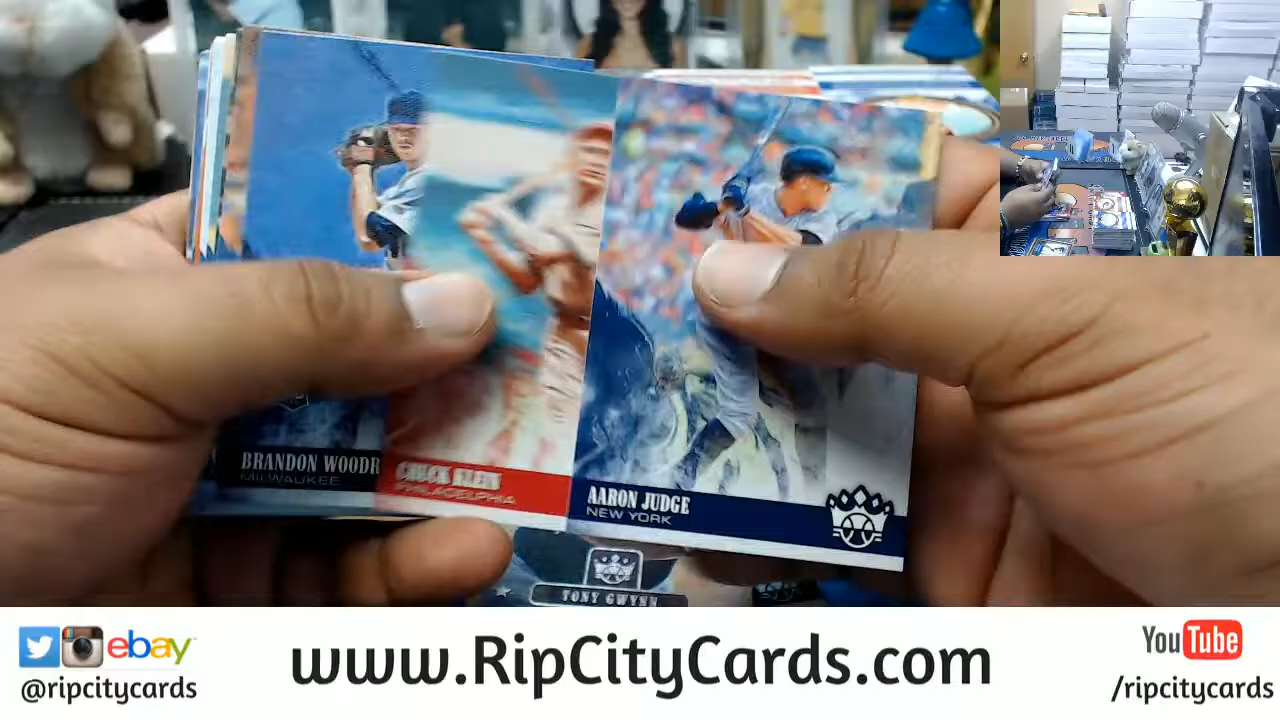 BRANDON WOODR
MILWAUKEE
CHUCK KLEIN
PHILADELPHIA
AARON JUDGE
NEW YORK
TONY GWYNN
ebay
@ripcitycards
www.RipCityCards.com
YouTube
/ripcitycards